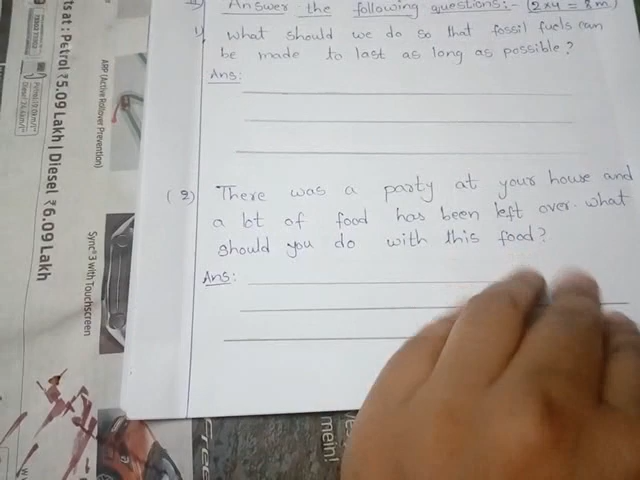 Answer the following questions:- (2x4 = 8m)
1) what should we do so that fossil fuels can
be made to last as long as possible?
Ans:
(2) There was a party at your house and
a lot of food has been left over. what
should you do with this food?
Ans:
ts at : Petrol ₹5.09 Lakh | Diesel ₹6.09 Lakh
ARP (Active Rollover Prevention)
Sync® 3 with Touchscreen
mein!